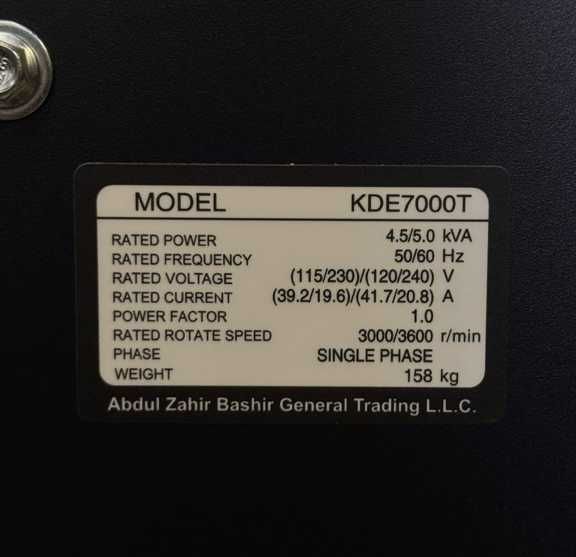 MODEL KDE7000T
RATED POWER 4.5/5.0 kVA
RATED FREQUENCY 50/60 Hz
RATED VOLTAGE (115/230)/(120/240) V
RATED CURRENT (39.2/19.6)/(41.7/20.8) A
POWER FACTOR 1.0
RATED ROTATE SPEED 3000/3600 r/min
PHASE SINGLE PHASE
WEIGHT 158 kg
Abdul Zahir Bashir General Trading L.L.C.